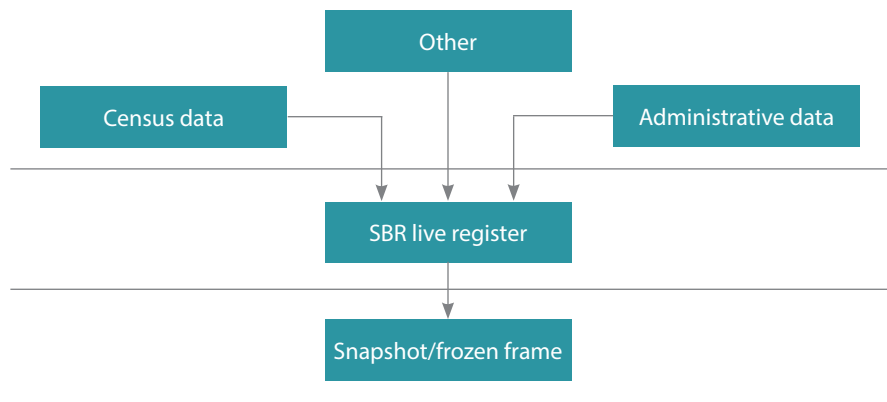 Other
Census data
Administrative data
SBR live register
Snapshot/frozen frame